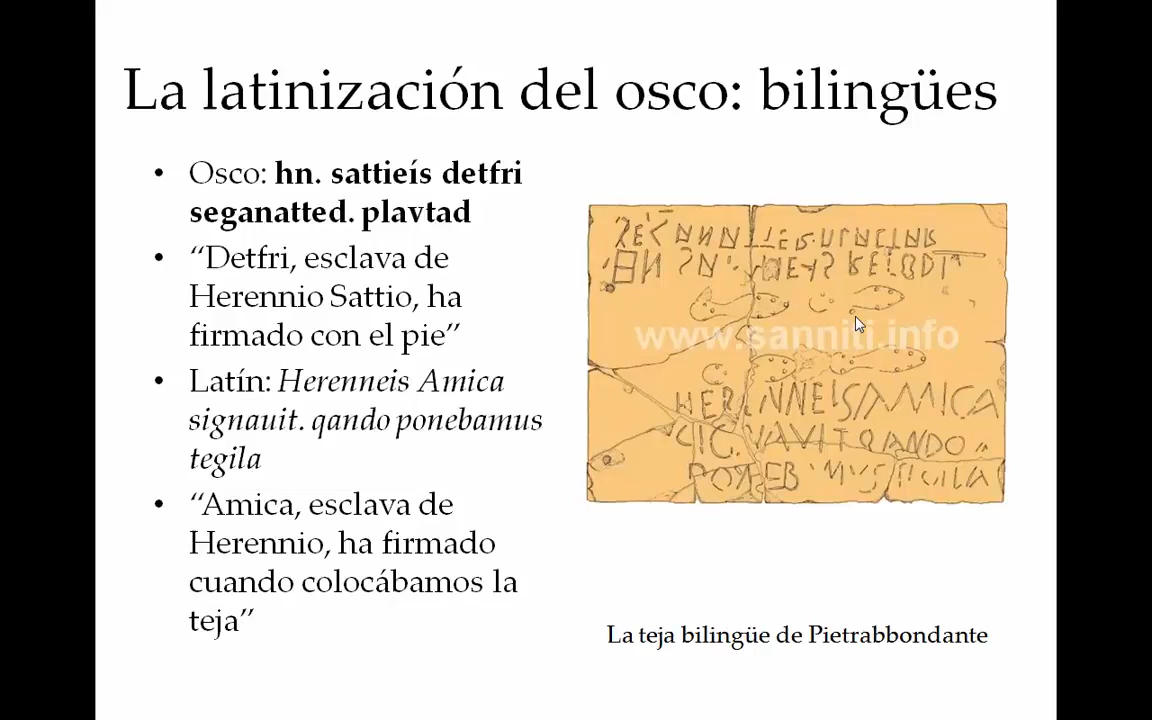 La latinización del osco: bilingües
• Osco: hn. sattieís detfri
seganatted. plavtad
• “Detfri, esclava de
Herennio Sattio, ha
firmado con el pie”
• Latín: Herenneis Amica
signauit. qando ponebamus
tegila
• “Amica, esclava de
Herennio, ha firmado
cuando colocábamos la
teja”
www.sanniti.info
HERENNEISAMICA
QANDO
La teja bilingüe de Pietrabbondante